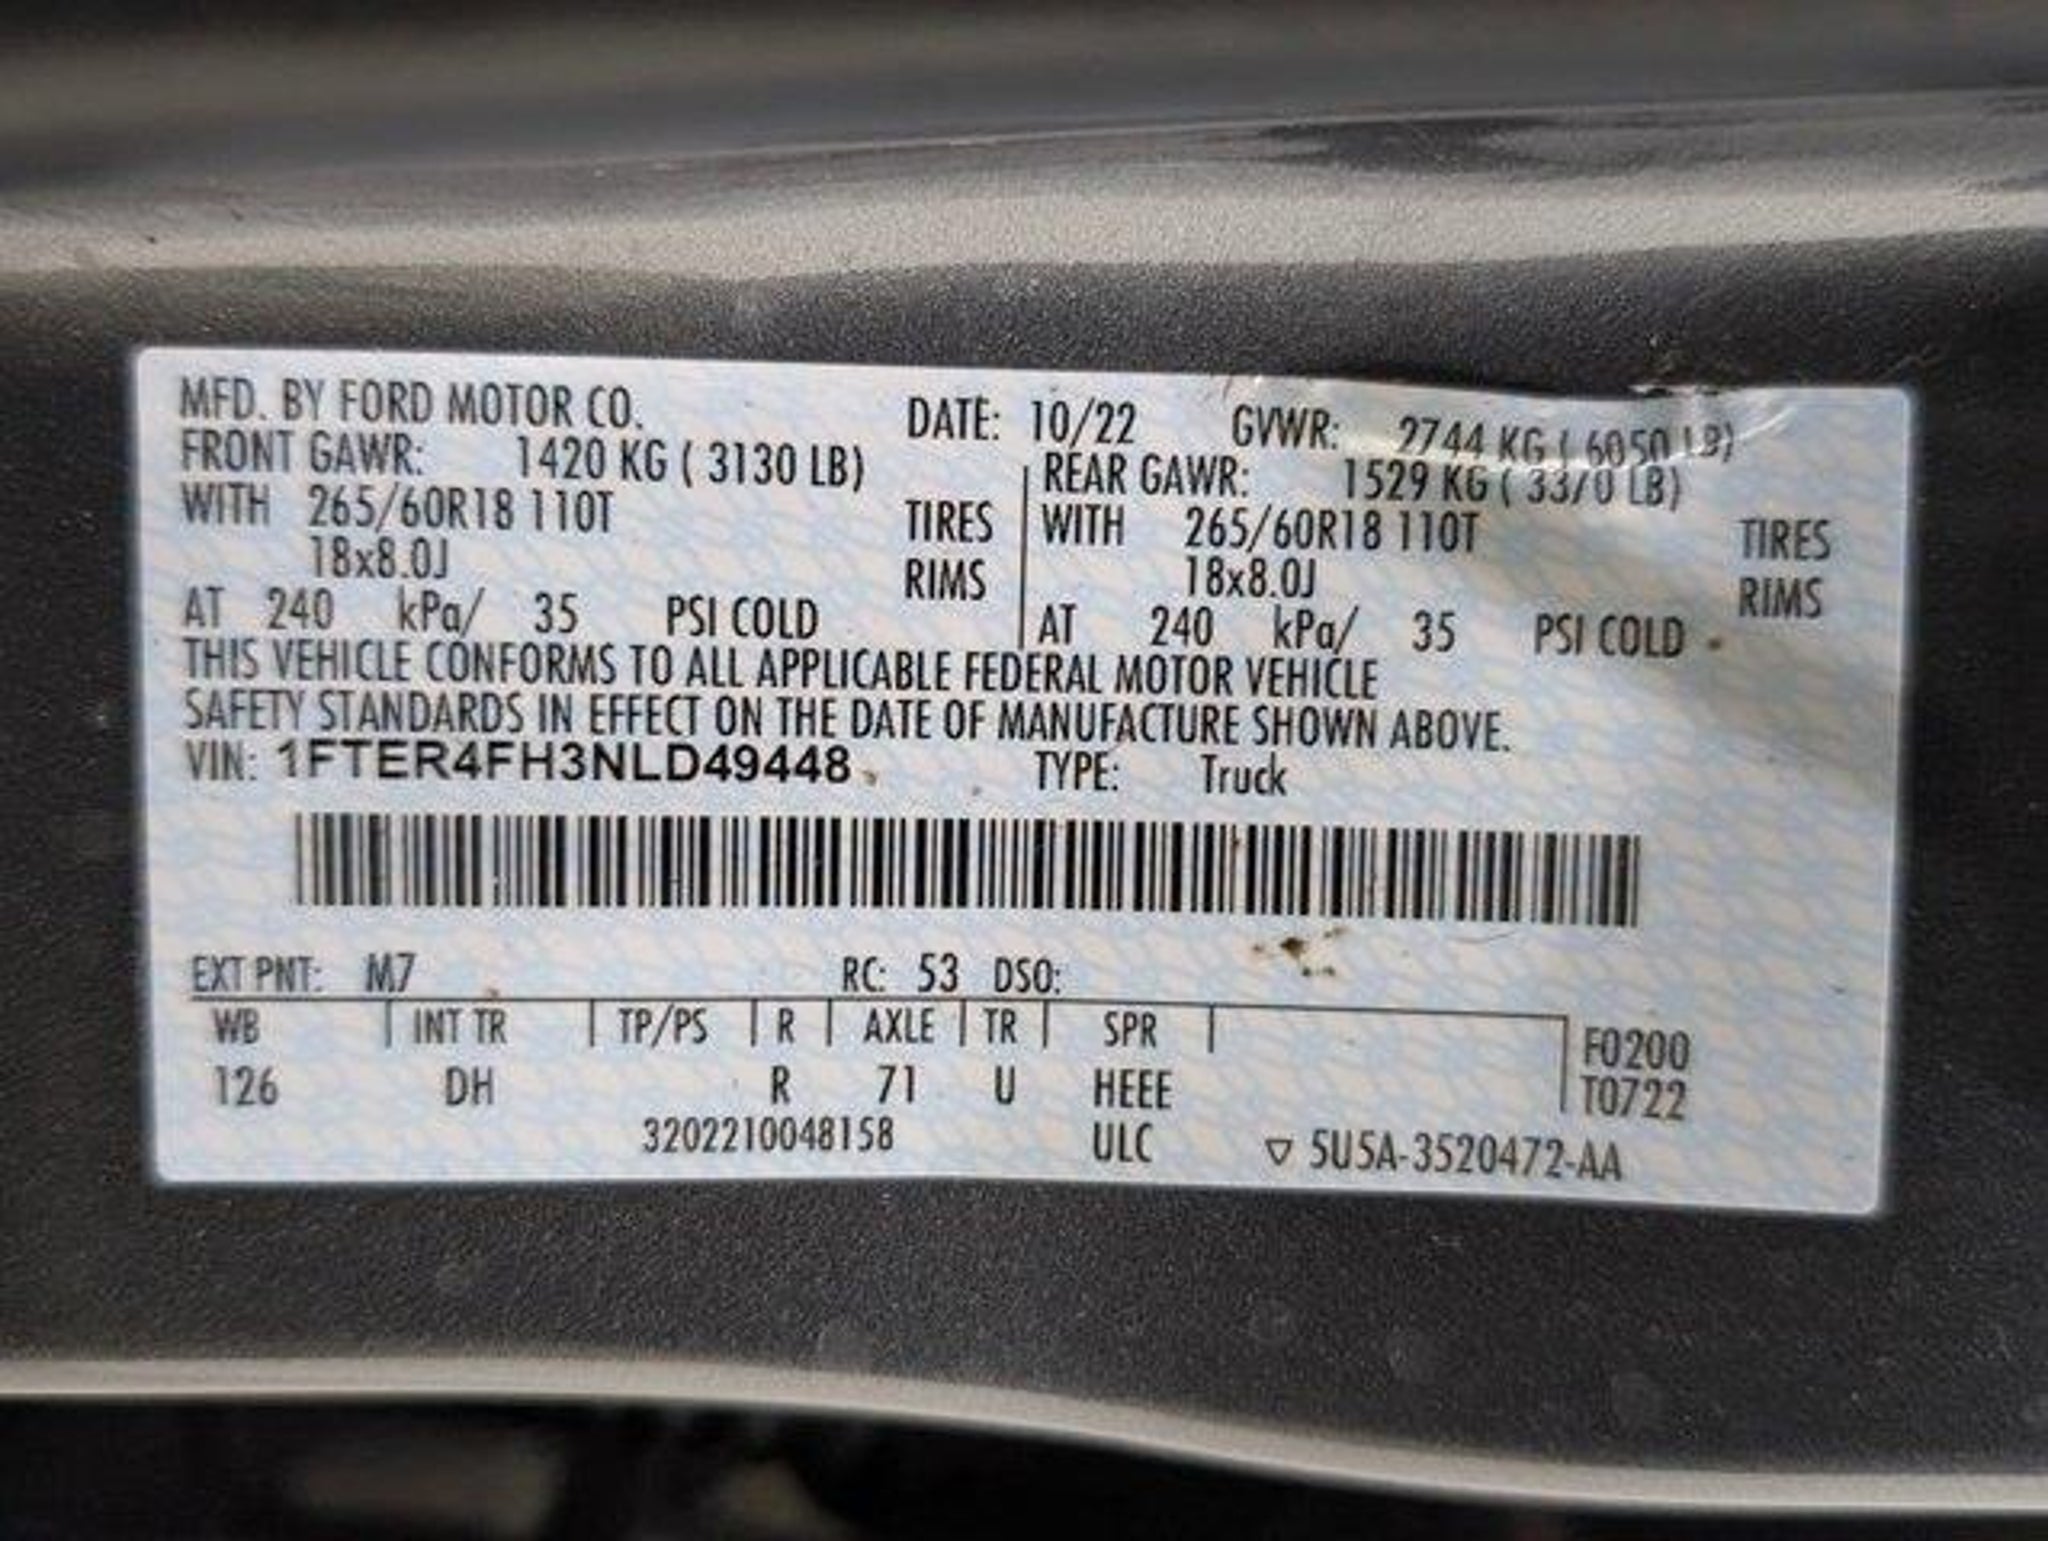 MFD. BY FORD MOTOR CO. DATE: 10/22 GVWR: 2744 KG ( 6050 LB)
FRONT GAWR: 1420 KG ( 3130 LB) REAR GAWR: 1529 KG ( 3370 LB)
WITH 265/60R18 110T TIRES WITH 265/60R18 110T TIRES
18x8.0J RIMS 18x8.0J RIMS
AT 240 kPa/ 35 PSI COLD AT 240 kPa/ 35 PSI COLD
THIS VEHICLE CONFORMS TO ALL APPLICABLE FEDERAL MOTOR VEHICLE
SAFETY STANDARDS IN EFFECT ON THE DATE OF MANUFACTURE SHOWN ABOVE.
VIN: 1FTER4FH3NLD49448 TYPE: Truck
EXT PNT: M7 RC: 53 DSO:
WB INT TR TP/PS R AXLE TR SPR F0200
126 DH R 71 U HEEE T0722
3202210048158 ULC ▽ 5U5A-3520472-AA